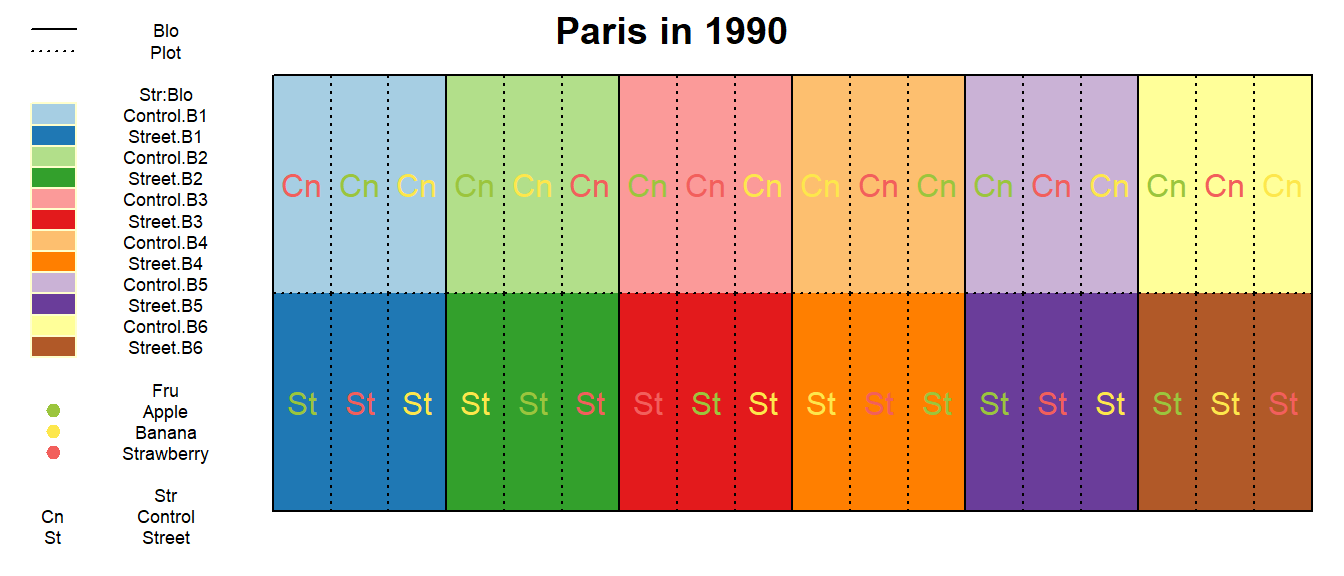 Paris in 1990
Blo
Plot
Str:Blo
Control.B1
Street.B1
Control.B2
Street.B2
Control.B3
Street.B3
Control.B4
Street.B4
Control.B5
Street.B5
Control.B6
Street.B6
Fru
Apple
Banana
Strawberry
Str
Cn Control
St Street
Cn Cn Cn Cn Cn Cn Cn Cn Cn Cn Cn Cn Cn Cn Cn Cn Cn Cn
St St St St St St St St St St St St St St St St St St